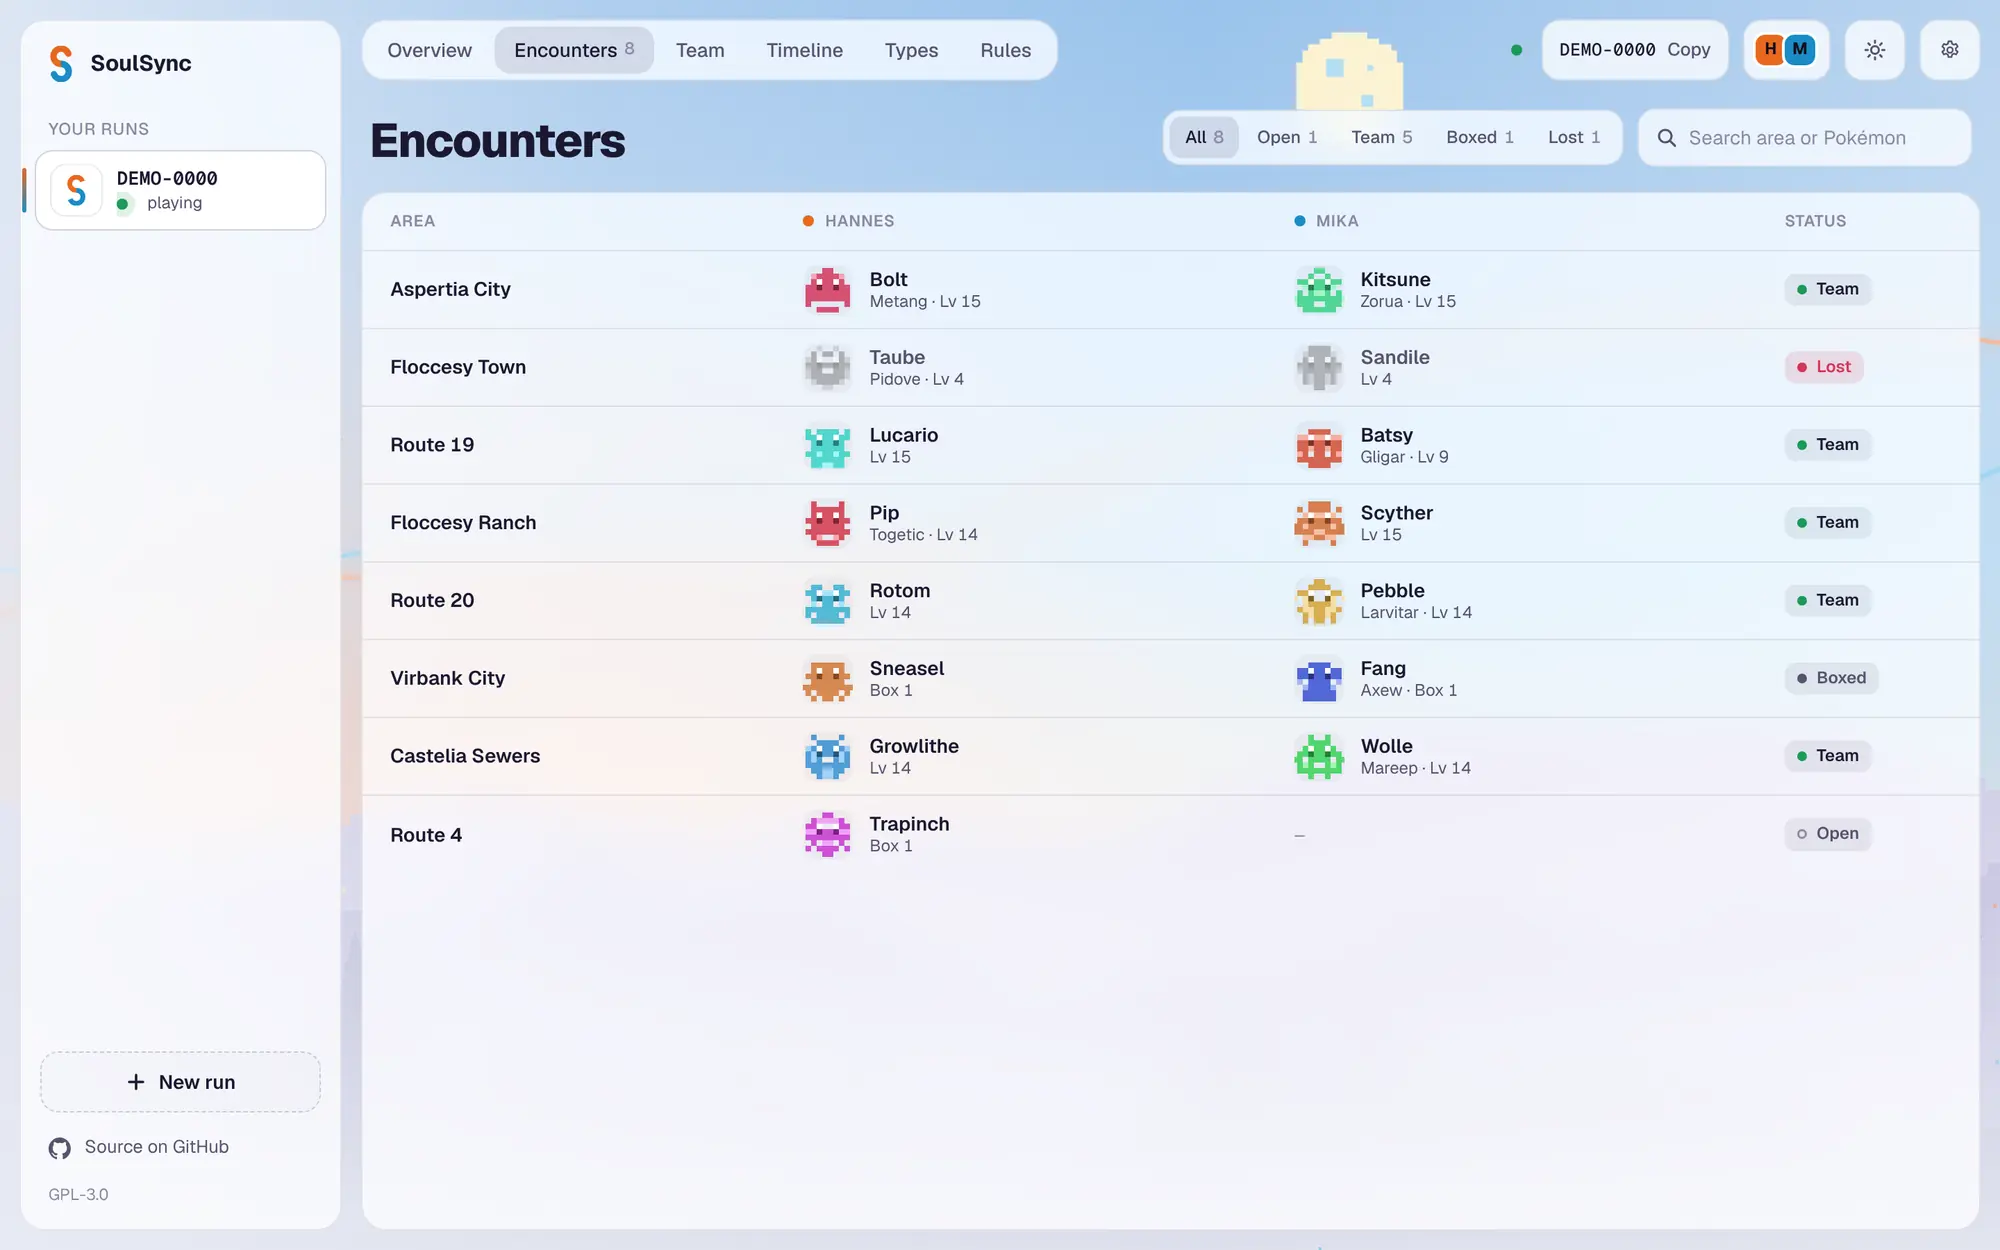 SoulSync
YOUR RUNS
DEMO-0000
playing
New run
Source on GitHub
GPL-3.0
Overview Encounters 8 Team Timeline Types Rules
DEMO-0000 Copy H M
Encounters
All 8 Open 1 Team 5 Boxed 1 Lost 1
Search area or Pokémon
AREA HANNES MIKA STATUS
Aspertia City Bolt Kitsune Team
Metang · Lv 15 Zorua · Lv 15
Floccesy Town Taube Sandile Lost
Pidove · Lv 4 Lv 4
Route 19 Lucario Batsy Team
Lv 15 Gligar · Lv 9
Floccesy Ranch Pip Scyther Team
Togetic · Lv 14 Lv 15
Route 20 Rotom Pebble Team
Lv 14 Larvitar · Lv 14
Virbank City Sneasel Fang Boxed
Box 1 Axew · Box 1
Castelia Sewers Growlithe Wolle Team
Lv 14 Mareep · Lv 14
Route 4 Trapinch – Open
Box 1